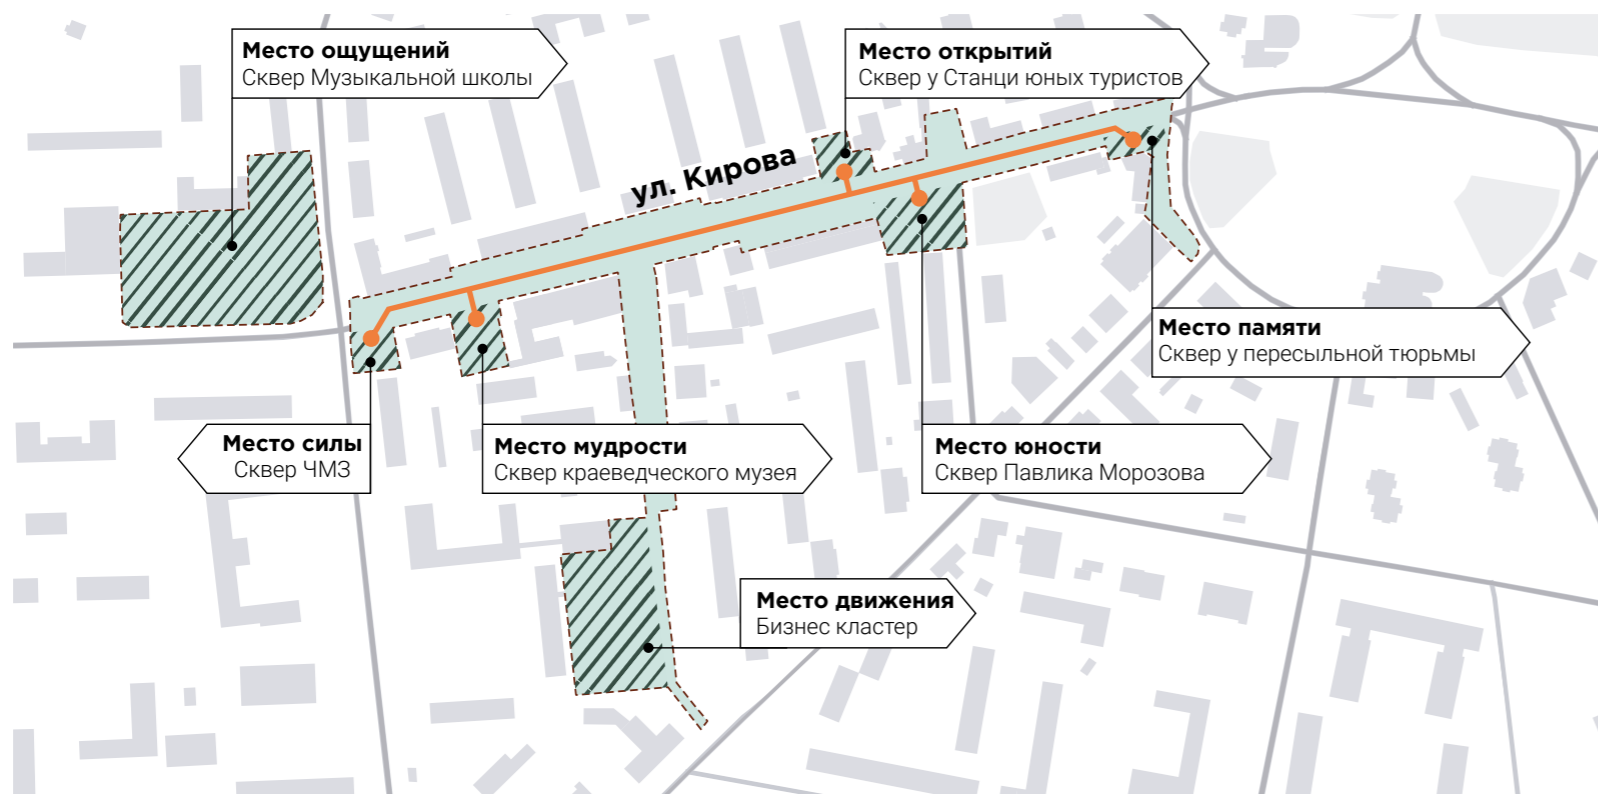 Место ощущений
Сквер Музыкальной школы
Место открытий
Сквер у Станци юных туристов
ул. Кирова
Место памяти
Сквер у пересыльной тюрьмы
Место силы
Сквер ЧМЗ
Место мудрости
Сквер краеведческого музея
Место юности
Сквер Павлика Морозова
Место движения
Бизнес кластер